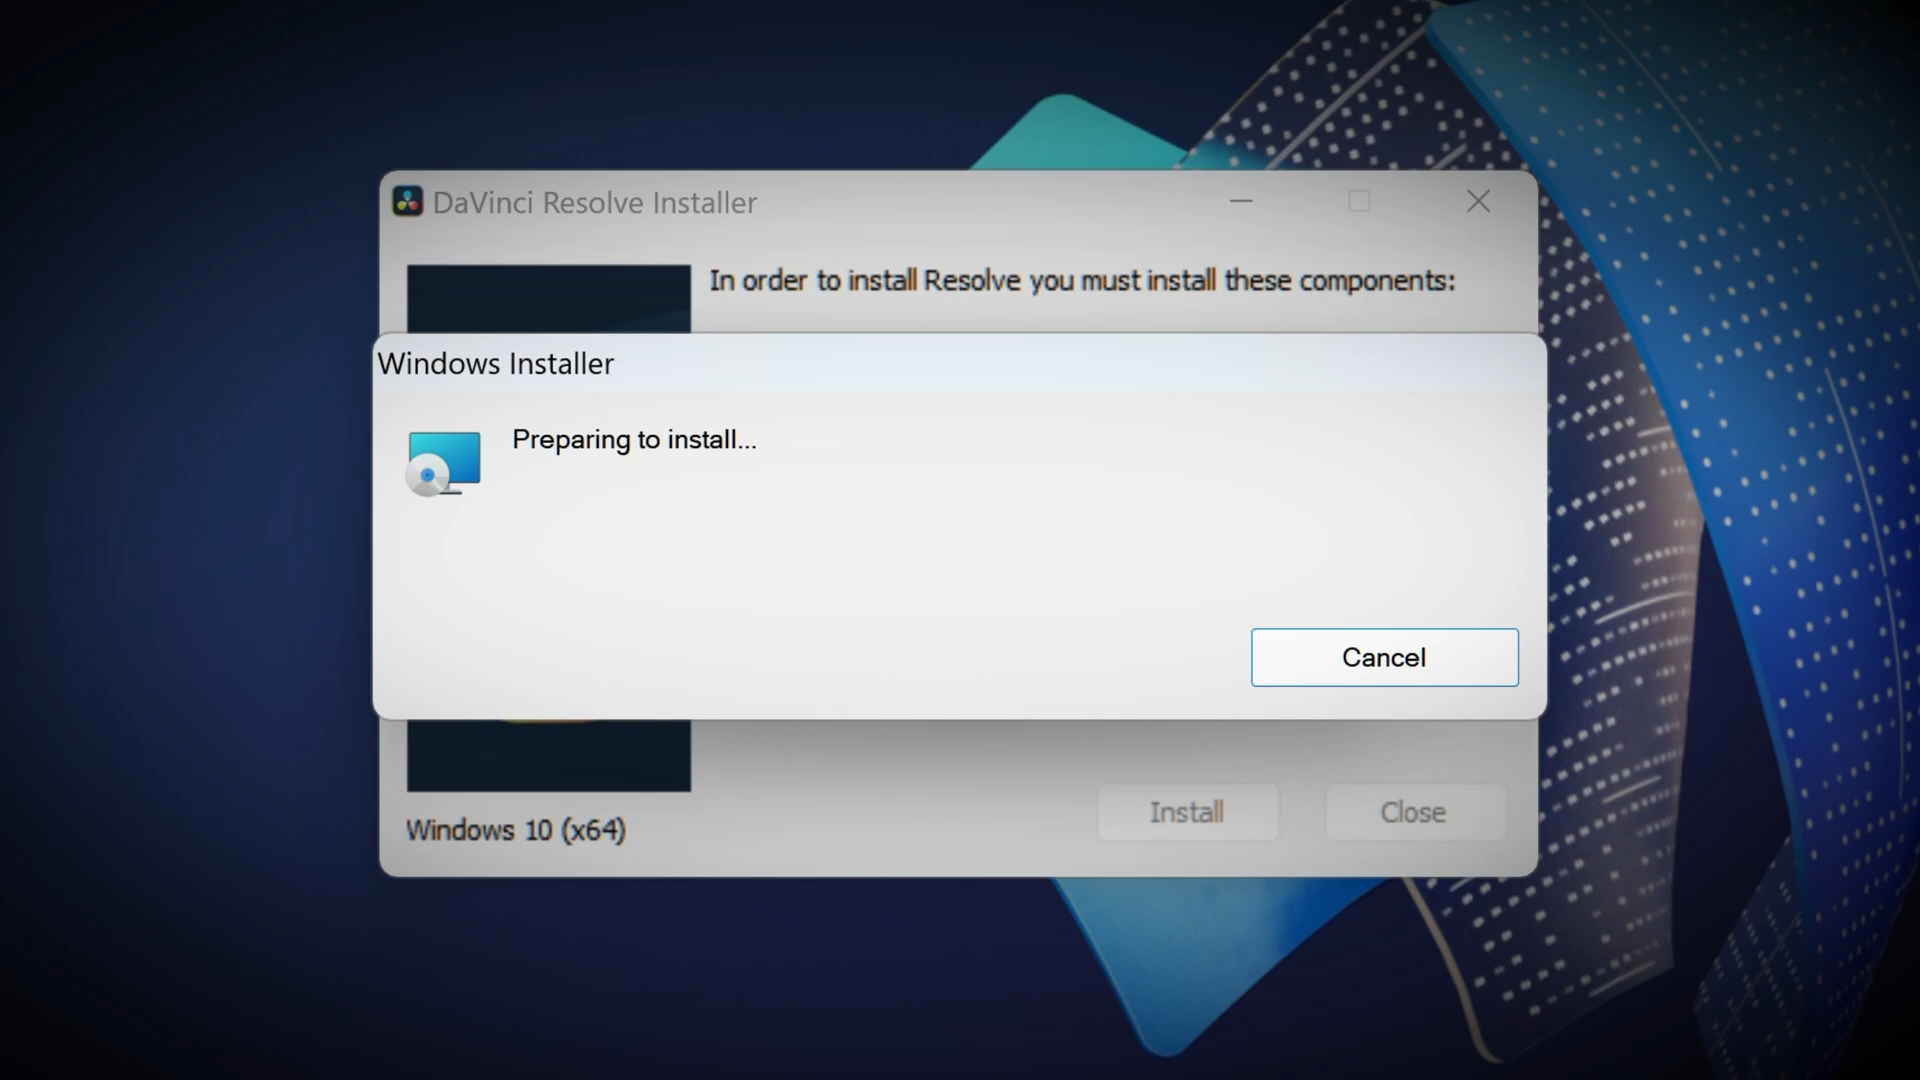 DaVinci Resolve Installer
In order to install Resolve you must install these components:
Windows Installer
Preparing to install...
Cancel
Install
Close
Windows 10 (x64)